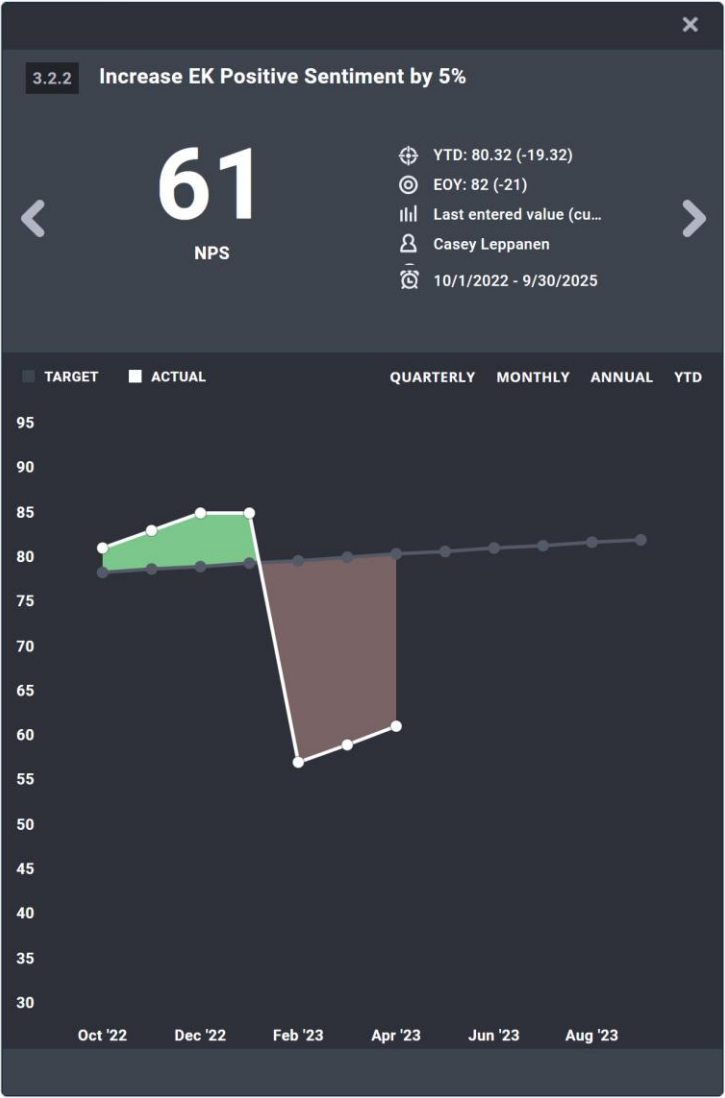 3.2.2 Increase EK Positive Sentiment by 5%
61
NPS
YTD: 80.32 (-19.32)
EOY: 82 (-21)
Last entered value (cu...
Casey Leppanen
10/1/2022 - 9/30/2025
TARGET ACTUAL QUARTERLY MONTHLY ANNUAL YTD
95
90
85
80
75
70
65
60
55
50
45
40
35
30
Oct '22 Dec '22 Feb '23 Apr '23 Jun '23 Aug '23